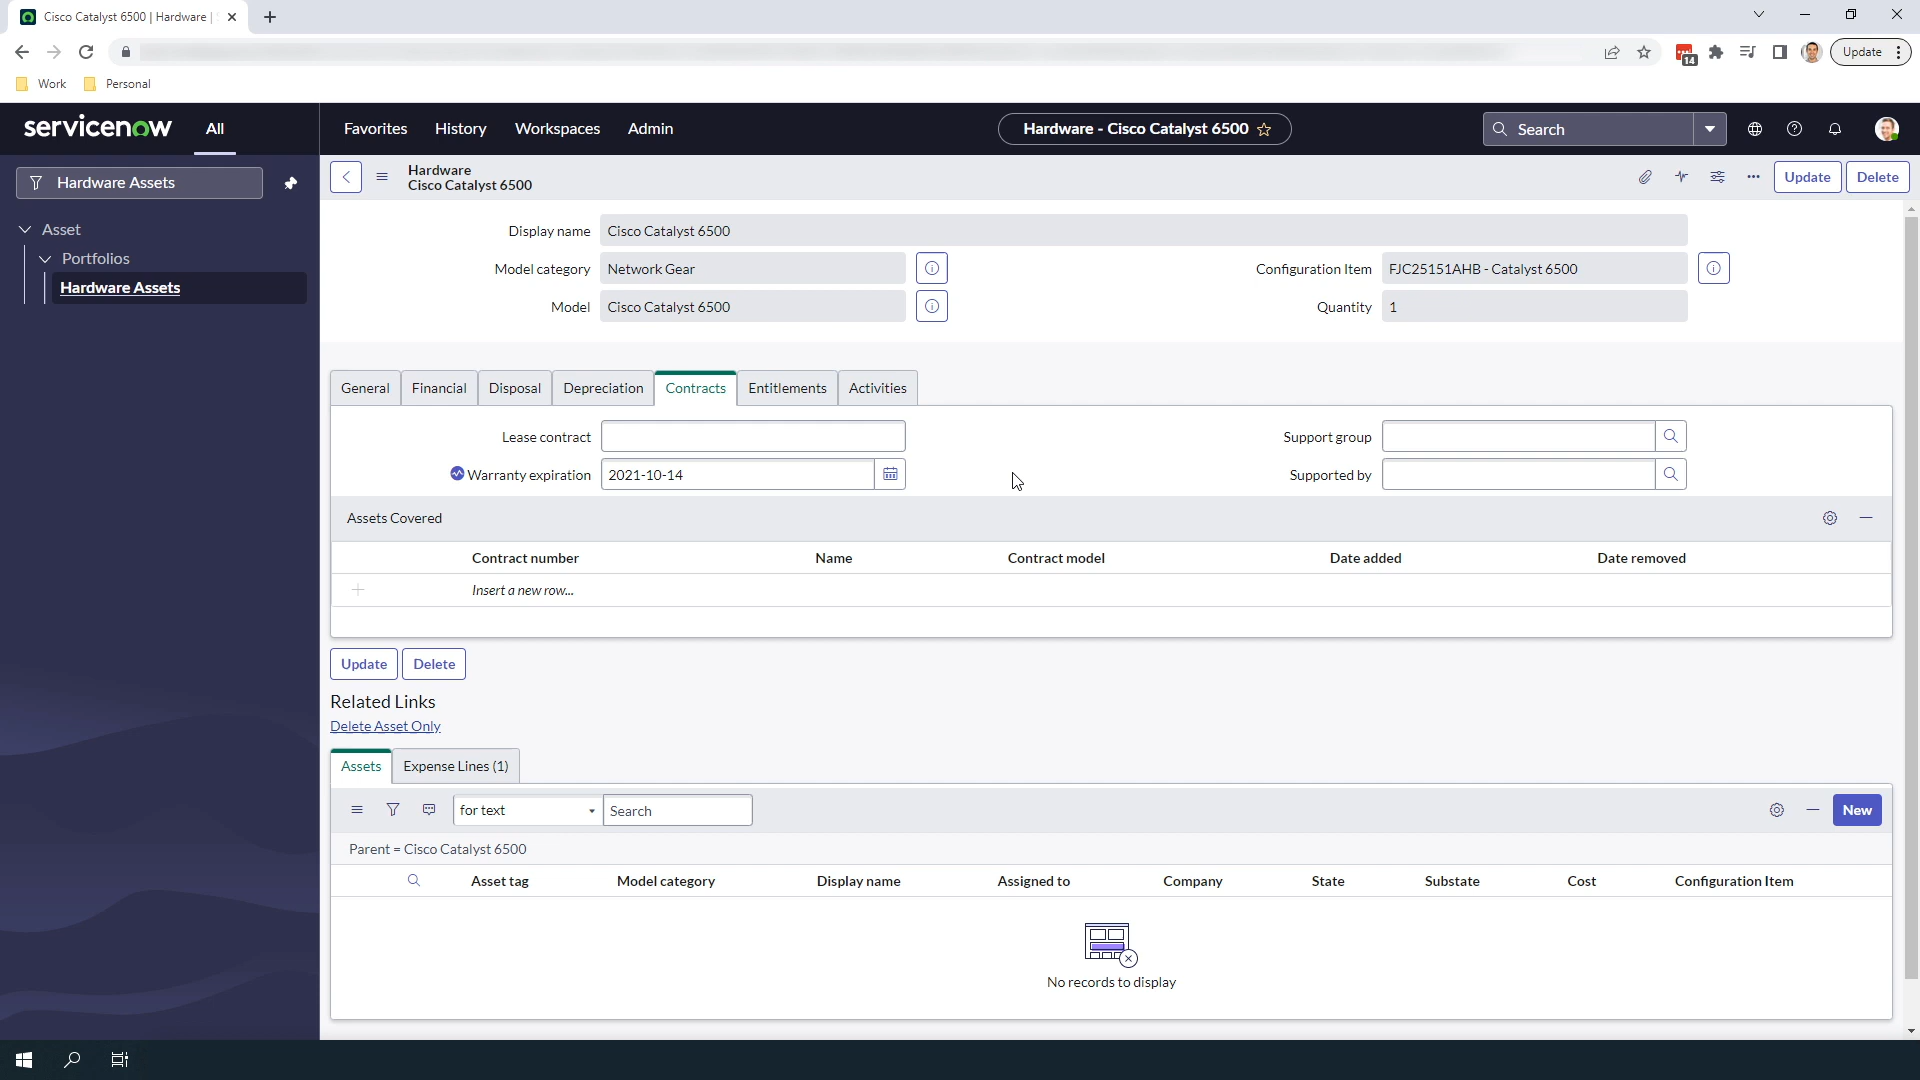 Cisco Catalyst 6500 | Hardware |
14
Update
Work
Personal
servicenow
All
Favorites
History
Workspaces
Admin
Hardware - Cisco Catalyst 6500
Search
Hardware Assets
Hardware
Cisco Catalyst 6500
Update
Delete
Asset
Portfolios
Hardware Assets
Display name
Cisco Catalyst 6500
Model category
Network Gear
Configuration Item
FJC25151AHB - Catalyst 6500
Model
Cisco Catalyst 6500
Quantity
1
General
Financial
Disposal
Depreciation
Contracts
Entitlements
Activities
Lease contract
Support group
Warranty expiration
2021-10-14
Supported by
Assets Covered
Contract number
Name
Contract model
Date added
Date removed
Insert a new row...
Update
Delete
Related Links
Delete Asset Only
Assets
Expense Lines (1)
for text
Search
New
Parent = Cisco Catalyst 6500
Asset tag
Model category
Display name
Assigned to
Company
State
Substate
Cost
Configuration Item
No records to display